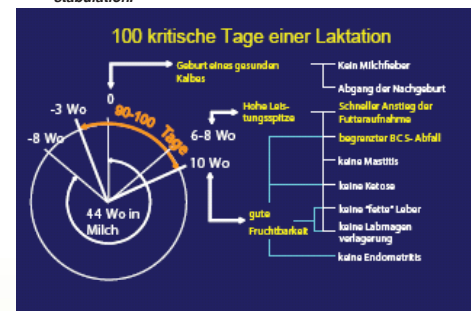 stabulation.
100 kritische Tage einer Laktation
Geburt eines gesunden
Kalbes
Kein Milchfieber
Abgang der Nachgeburt
0
-3 Wo
-8 Wo
90-100 Tage
6-8 Wo
10 Wo
44 Wo in
Milch
Hohe Leis-
tungsspitze
Schneller Anstieg der
Futteraufnahme
begrenzter BCS-Abfall
keine Mastitis
keine Ketose
gute
Fruchtbarkeit
keine "fette" Leber
keine Labmagen
verlagerung
keine Endometritis